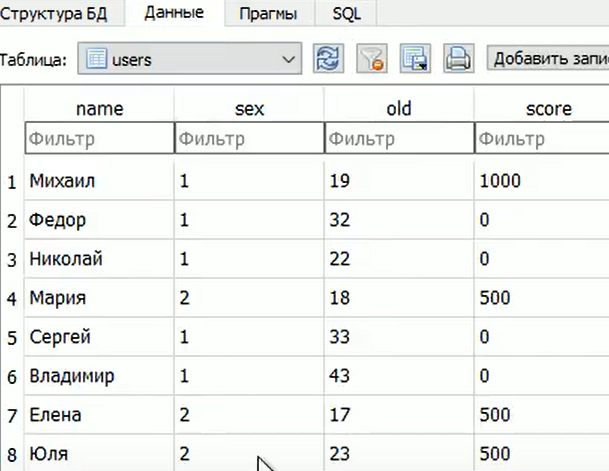 Структура БД Данные Прагмы SQL
Таблица: users Добавить запи
name sex old score
Фильтр Фильтр Фильтр Фильтр
1 Михаил 1 19 1000
2 Федор 1 32 0
3 Николай 1 22 0
4 Мария 2 18 500
5 Сергей 1 33 0
6 Владимир 1 43 0
7 Елена 2 17 500
8 Юля 2 23 500